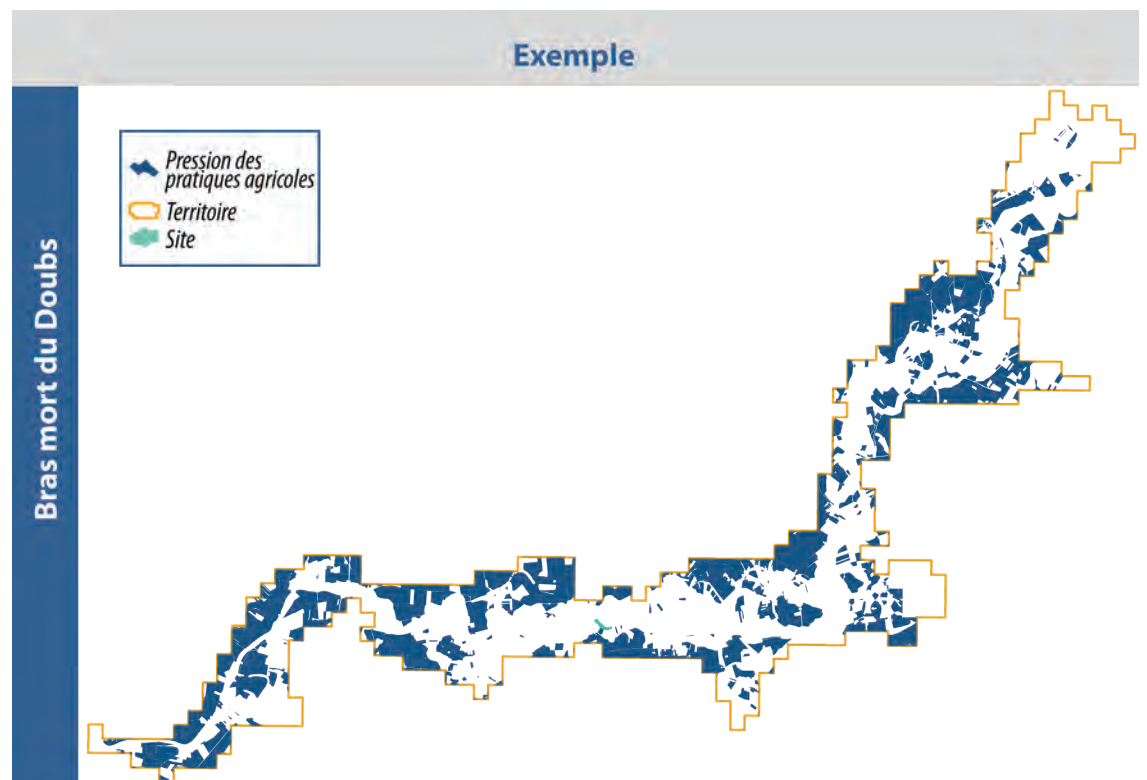 Exemple
Bras mort du Doubs
Pression des
pratiques agricoles
Territoire
Site